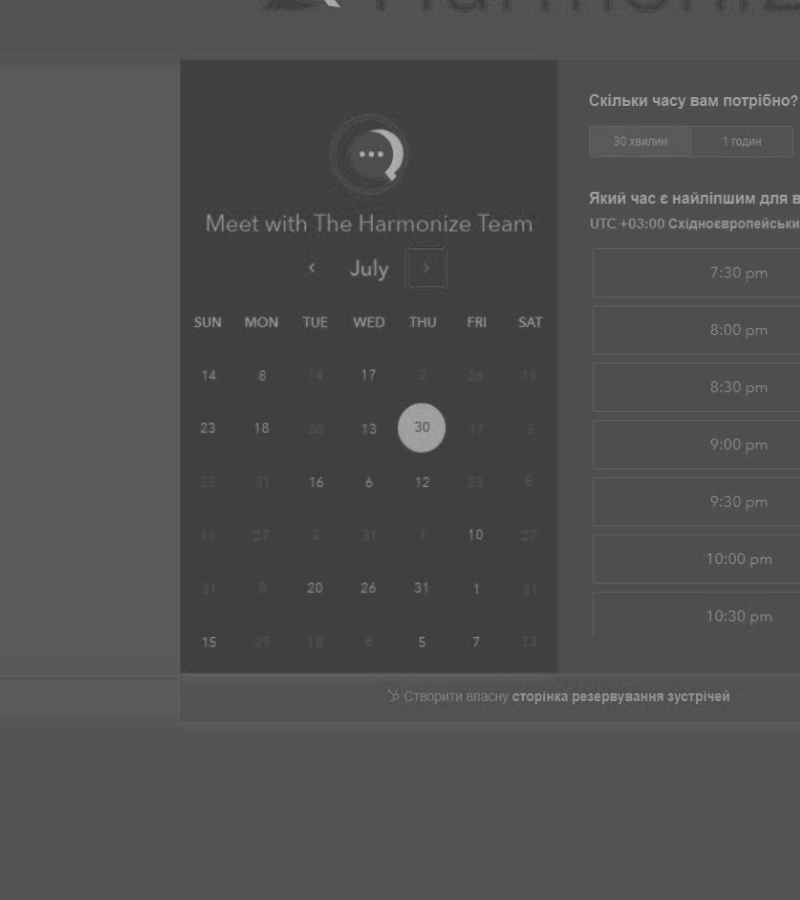 Meet with The Harmonize Team
‹ July ›
SUN MON TUE WED THU FRI SAT
14 8 14 17 2 26 19
23 18 30 13 30 17 8
25 31 16 6 12 25 5
11 27 2 31 1 10 27
31 8 20 26 31 1 31
15 29 18 6 5 7 13
Скільки часу вам потрібно?
30 хвилин 1 годин
Який час є найліпшим для
UTC +03:00
7:30 pm
8:00 pm
8:30 pm
9:00 pm
9:30 pm
10:00 pm
10:30 pm
Створити власну сторінка резервування зустрічей